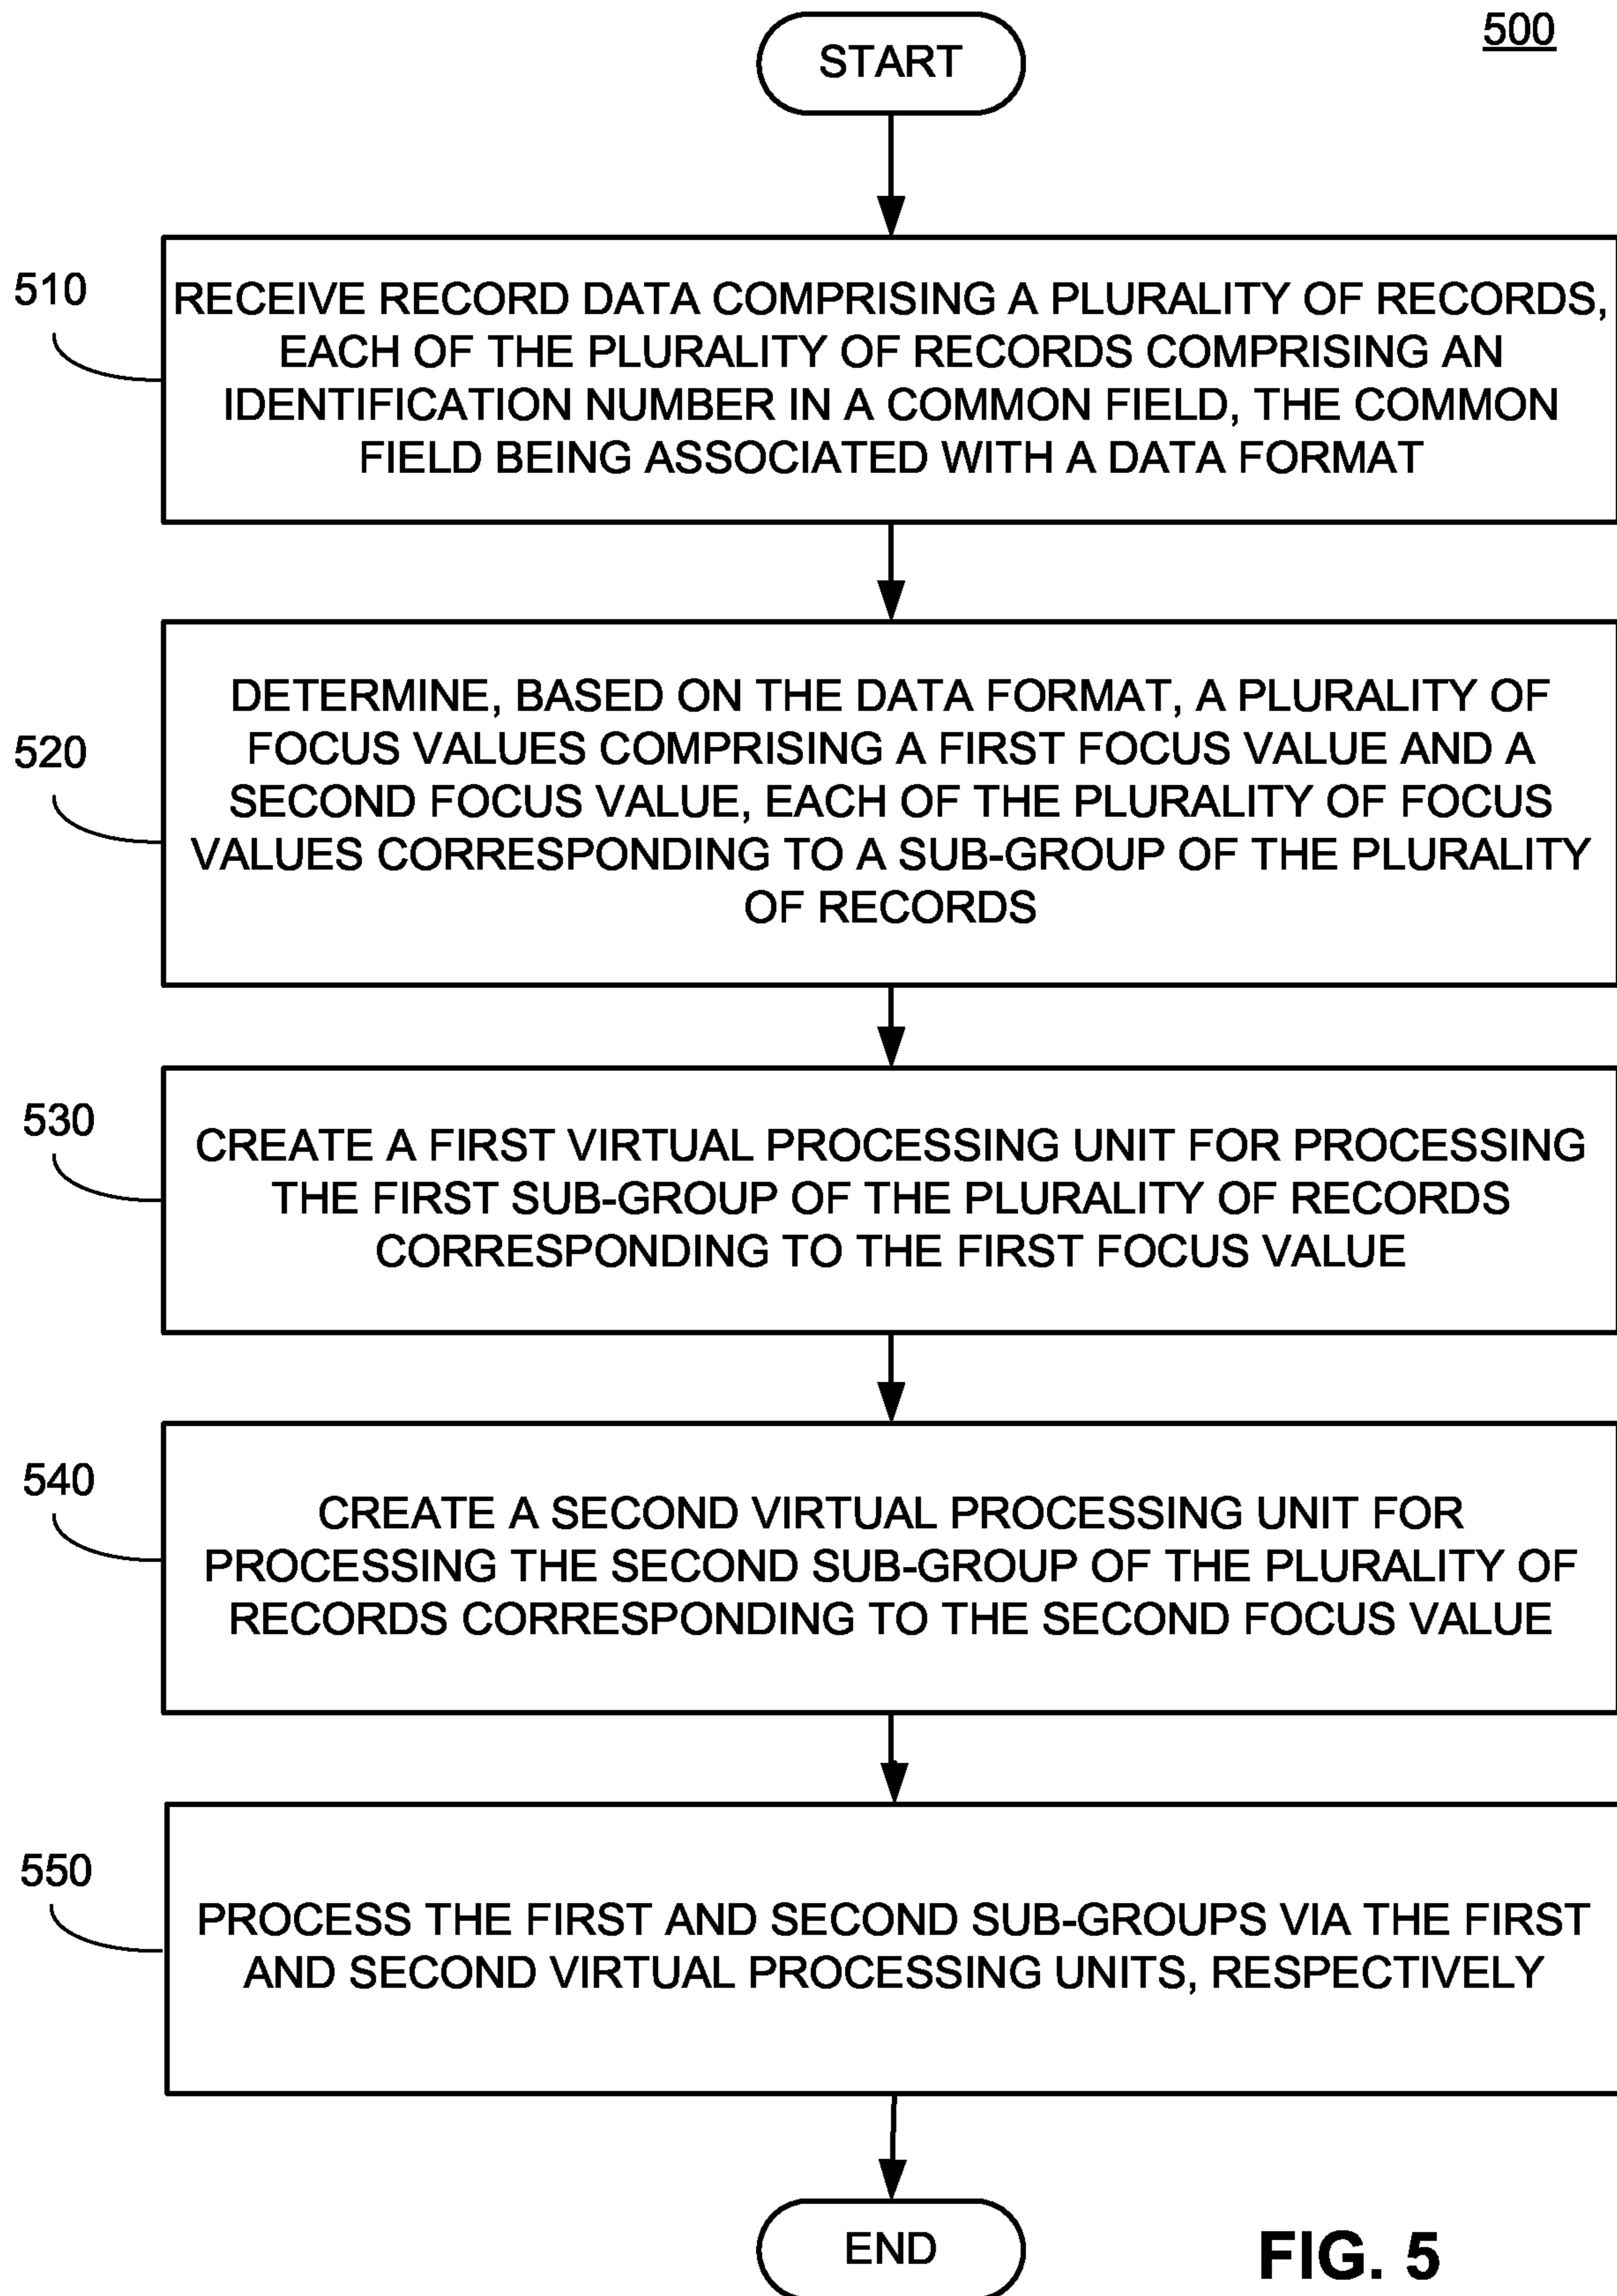 500
START
510
RECEIVE RECORD DATA COMPRISING A PLURALITY OF RECORDS,
EACH OF THE PLURALITY OF RECORDS COMPRISING AN
IDENTIFICATION NUMBER IN A COMMON FIELD, THE COMMON
FIELD BEING ASSOCIATED WITH A DATA FORMAT
520
DETERMINE, BASED ON THE DATA FORMAT, A PLURALITY OF
FOCUS VALUES COMPRISING A FIRST FOCUS VALUE AND A
SECOND FOCUS VALUE, EACH OF THE PLURALITY OF FOCUS
VALUES CORRESPONDING TO A SUB-GROUP OF THE PLURALITY
OF RECORDS
530
CREATE A FIRST VIRTUAL PROCESSING UNIT FOR PROCESSING
THE FIRST SUB-GROUP OF THE PLURALITY OF RECORDS
CORRESPONDING TO THE FIRST FOCUS VALUE
540
CREATE A SECOND VIRTUAL PROCESSING UNIT FOR
PROCESSING THE SECOND SUB-GROUP OF THE PLURALITY OF
RECORDS CORRESPONDING TO THE SECOND FOCUS VALUE
550
PROCESS THE FIRST AND SECOND SUB-GROUPS VIA THE FIRST
AND SECOND VIRTUAL PROCESSING UNITS, RESPECTIVELY
END
FIG. 5